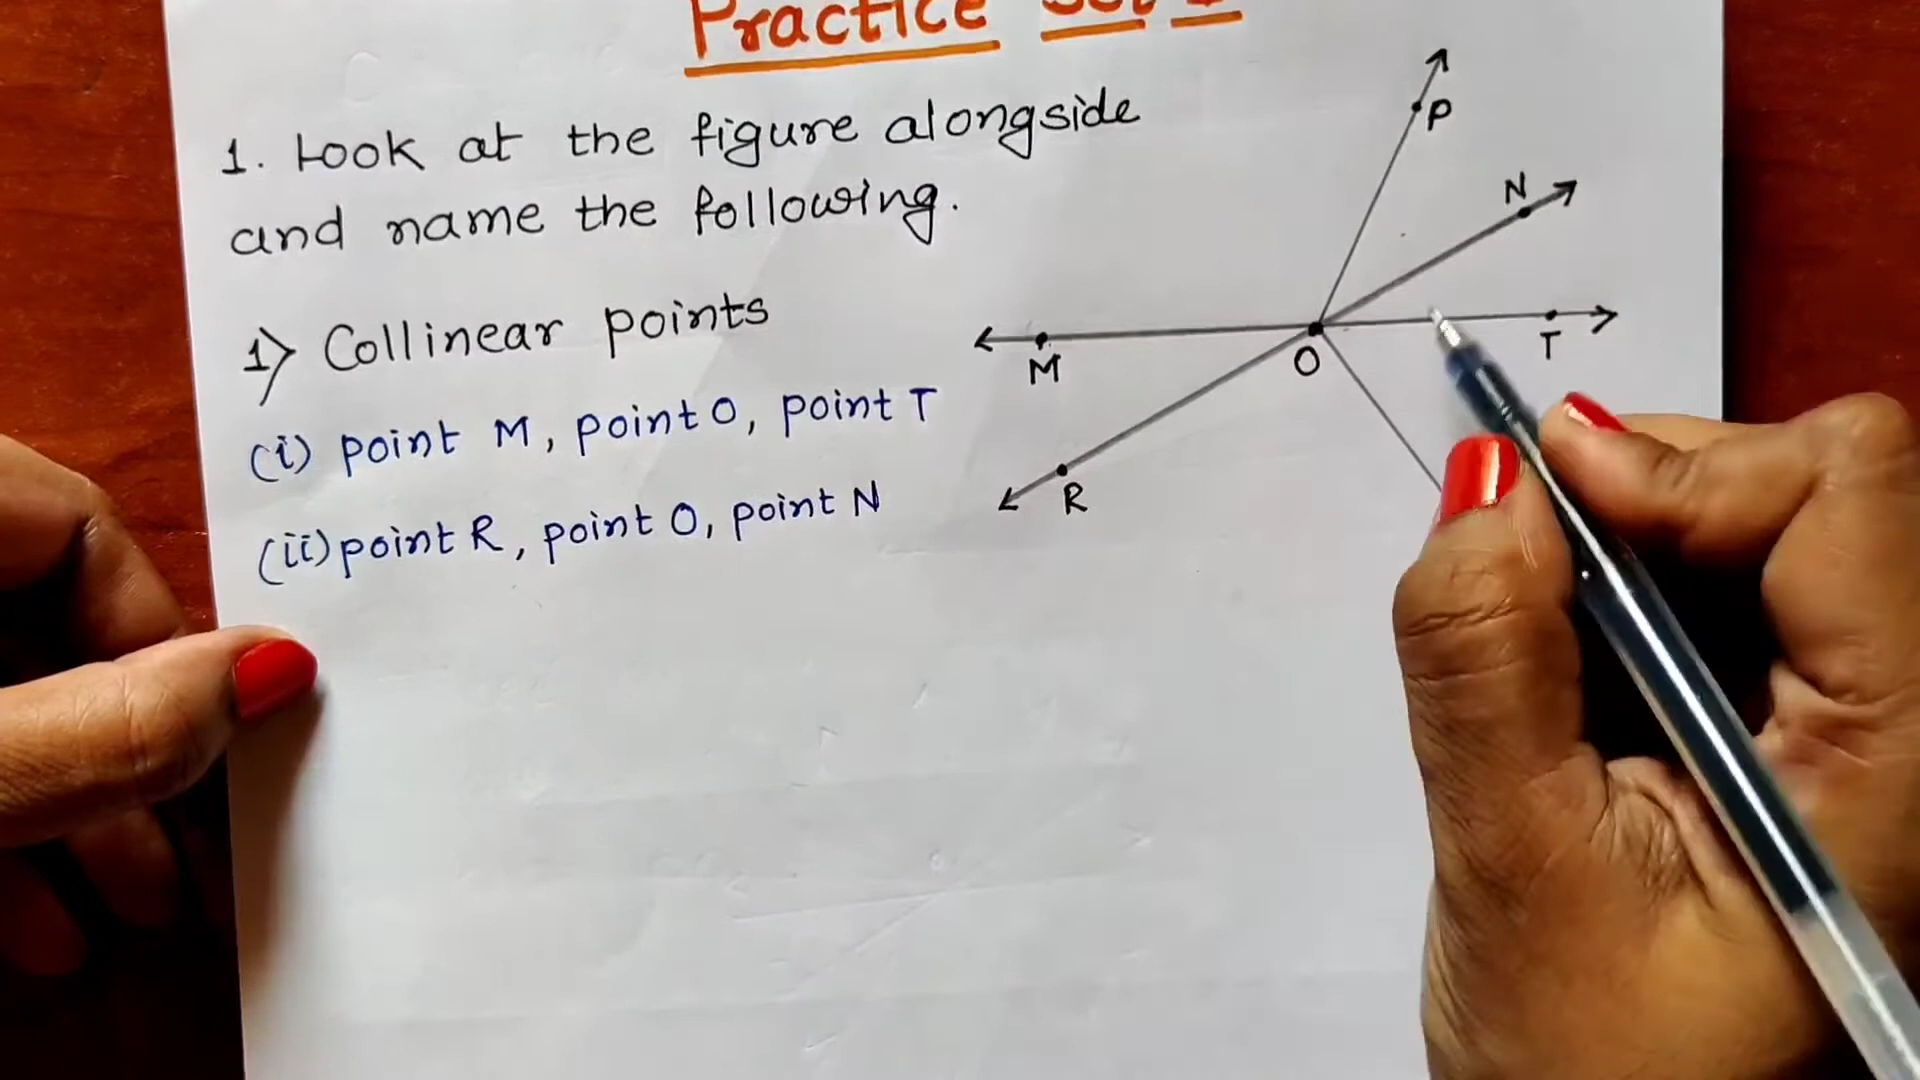 Practice Set
1. Look at the figure alongside
and name the following.
1) Collinear points
(i) point M, point O, point T
(ii) point R, point O, point N
P
N
M
O
T
R